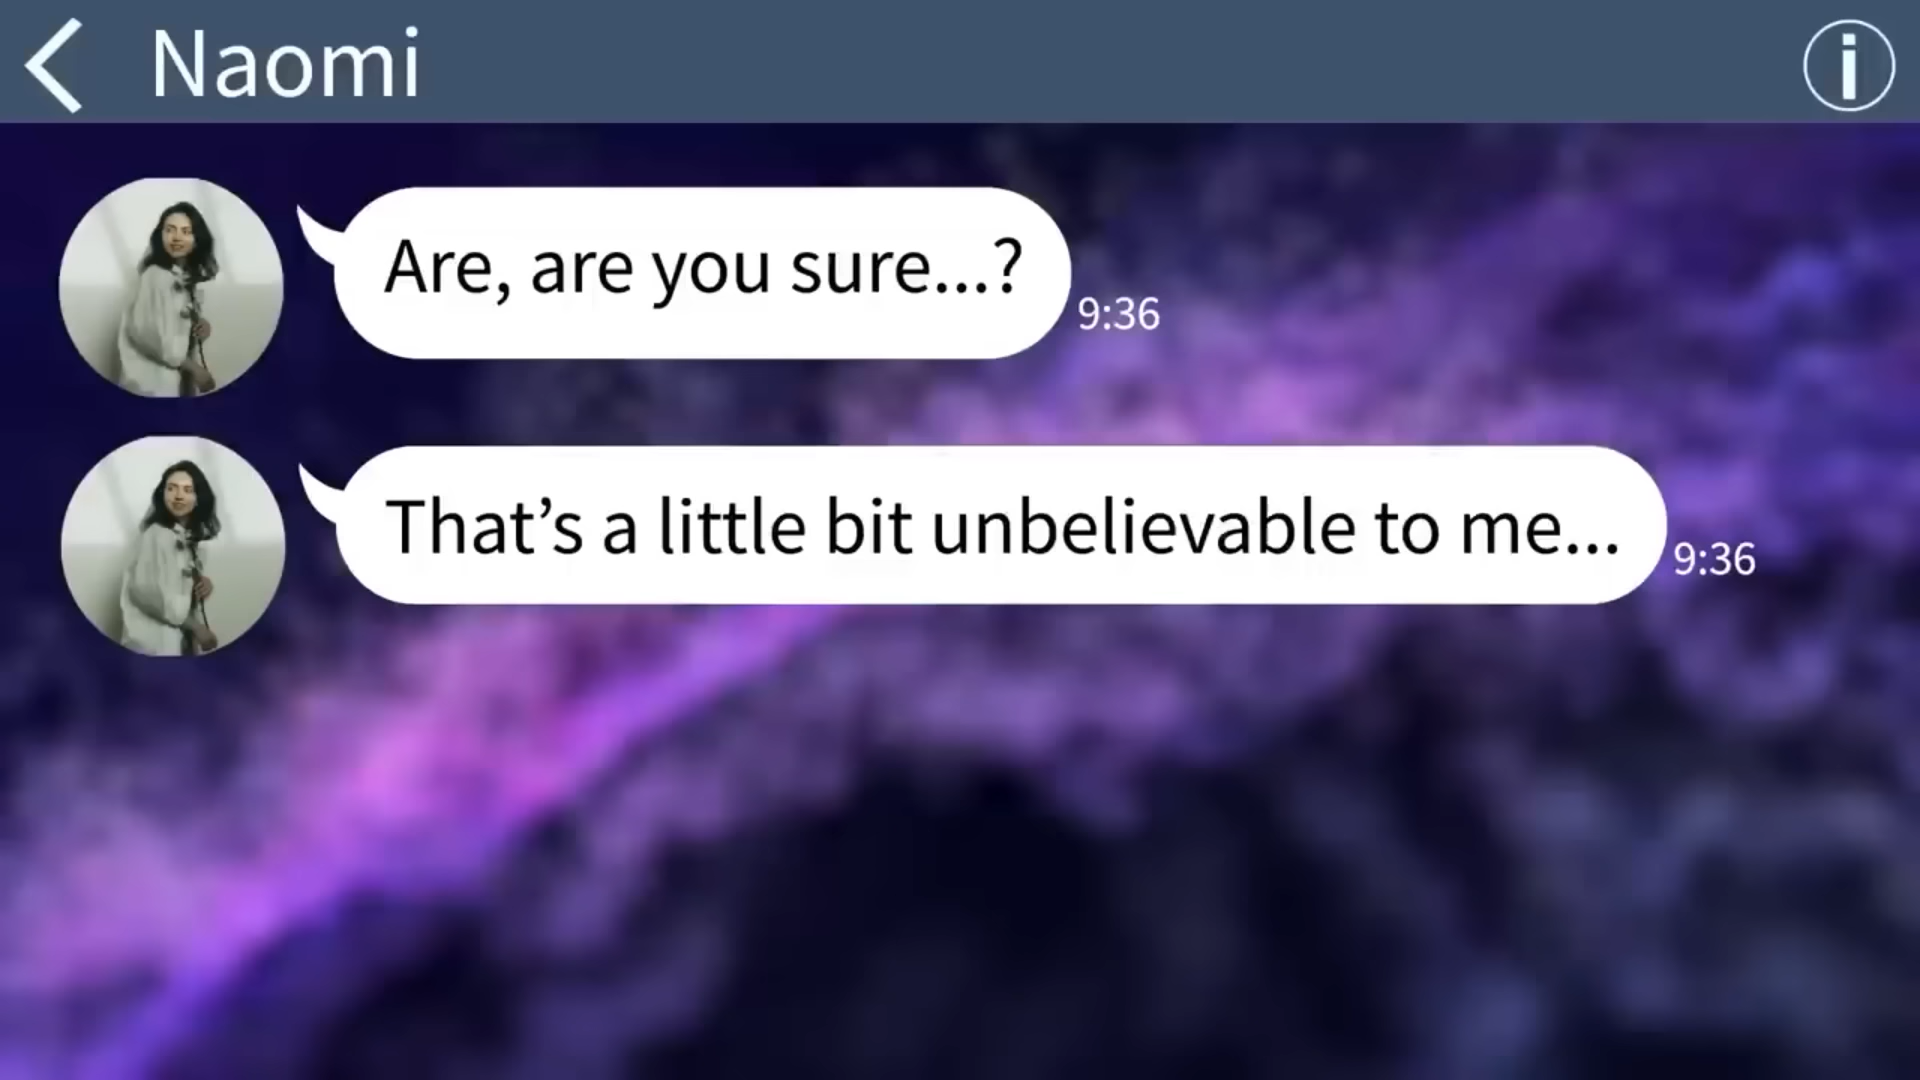 Naomi
Are, are you sure...?
9:36
That’s a little bit unbelievable to me...
9:36